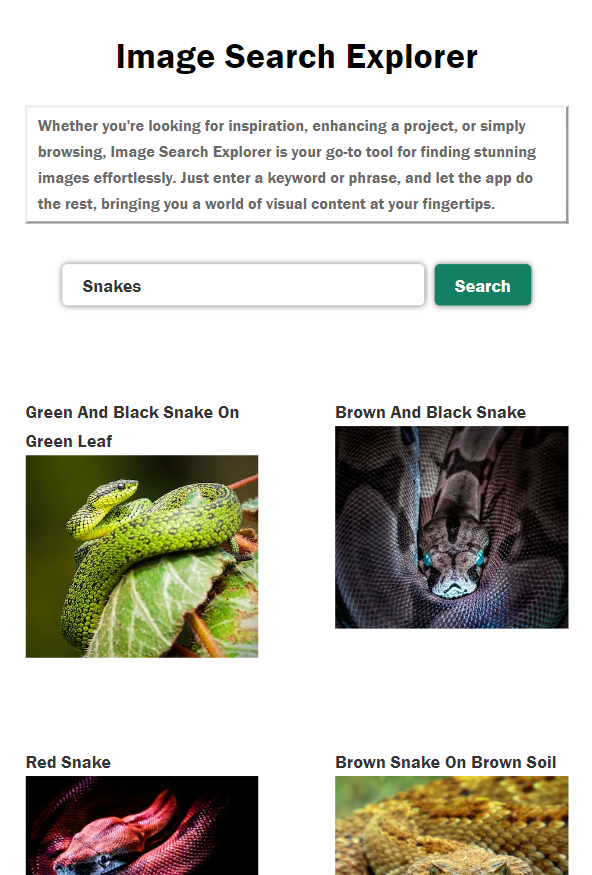 Image Search Explorer
Whether you're looking for inspiration, enhancing a project, or simply
browsing, Image Search Explorer is your go-to tool for finding stunning
images effortlessly. Just enter a keyword or phrase, and let the app do
the rest, bringing you a world of visual content at your fingertips.
Snakes
Search
Green And Black Snake On
Green Leaf
Brown And Black Snake
Red Snake
Brown Snake On Brown Soil